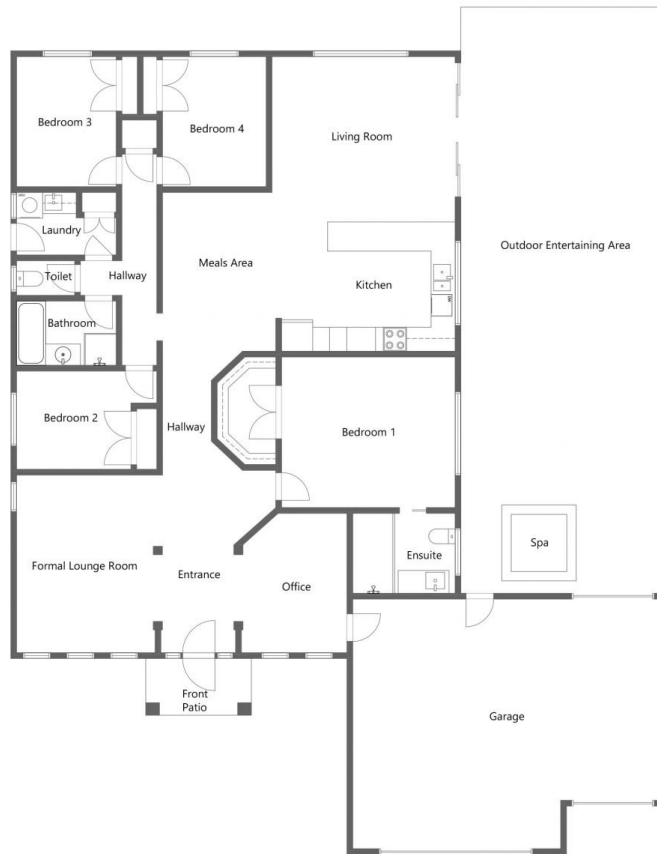 Bedroom 3
Bedroom 4
Living Room
Laundry
Meals Area
Outdoor Entertaining Area
Toilet
Hallway
Kitchen
Bathroom
Bedroom 2
Hallway
Bedroom 1
Spa
Ensuite
Formal Lounge Room
Entrance
Office
Front
Patio
Garage